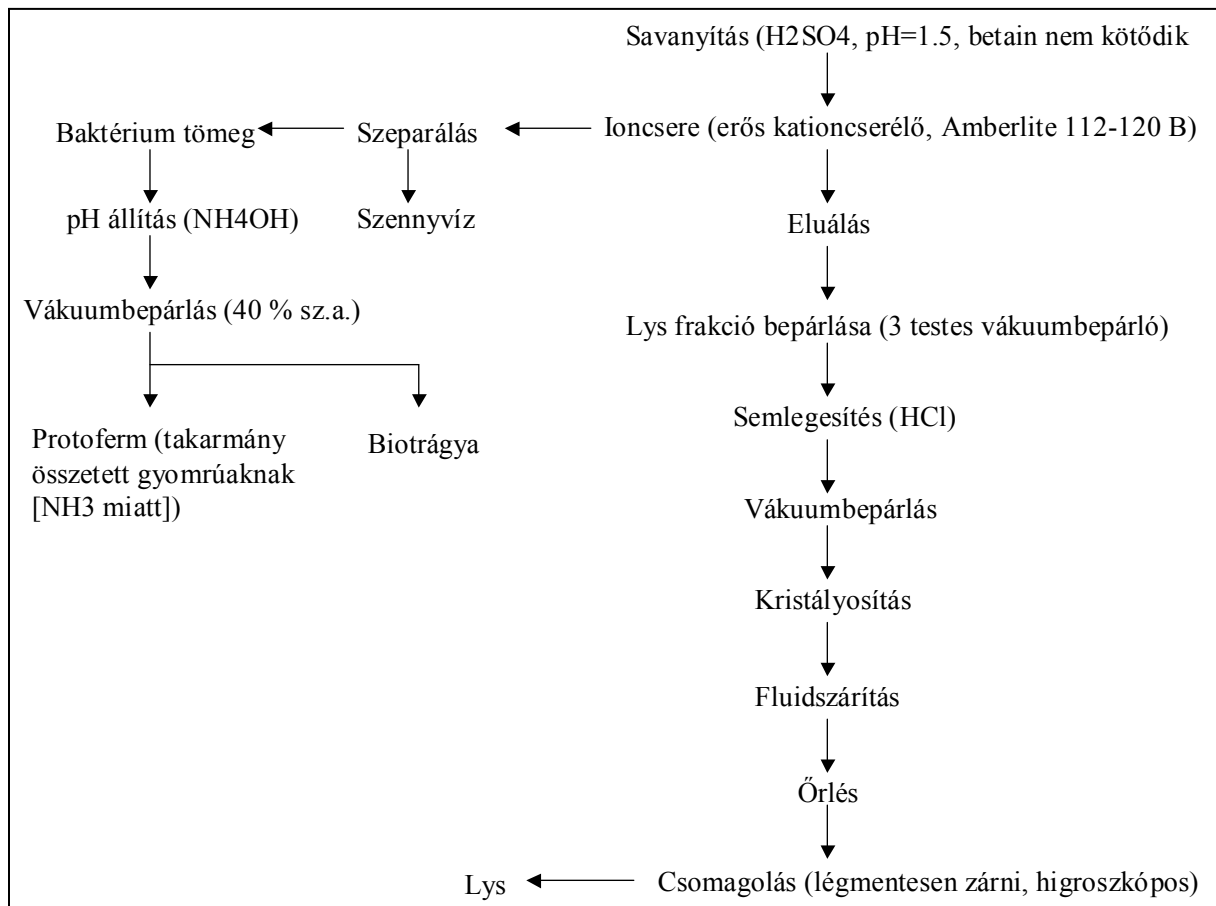 Savanyítás (H2SO4, pH=1.5, betain nem kötődik
Baktérium tömeg
Szeparálás
Ioncsere (erős kationcserélő, Amberlite 112-120 B)
pH állítás (NH4OH)
Szennyvíz
Eluálás
Vákuumbepárlás (40 % sz.a.)
Lys frakció bepárlása (3 testes vákuumbepárló)
Semlegesítés (HCl)
Protoferm (takarmány
összetett gyomrúaknak
[NH3 miatt])
Biotrágya
Vákuumbepárlás
Kristályosítás
Fluidszárítás
Őrlés
Lys
Csomagolás (légmentesen zárni, higroszkópos)